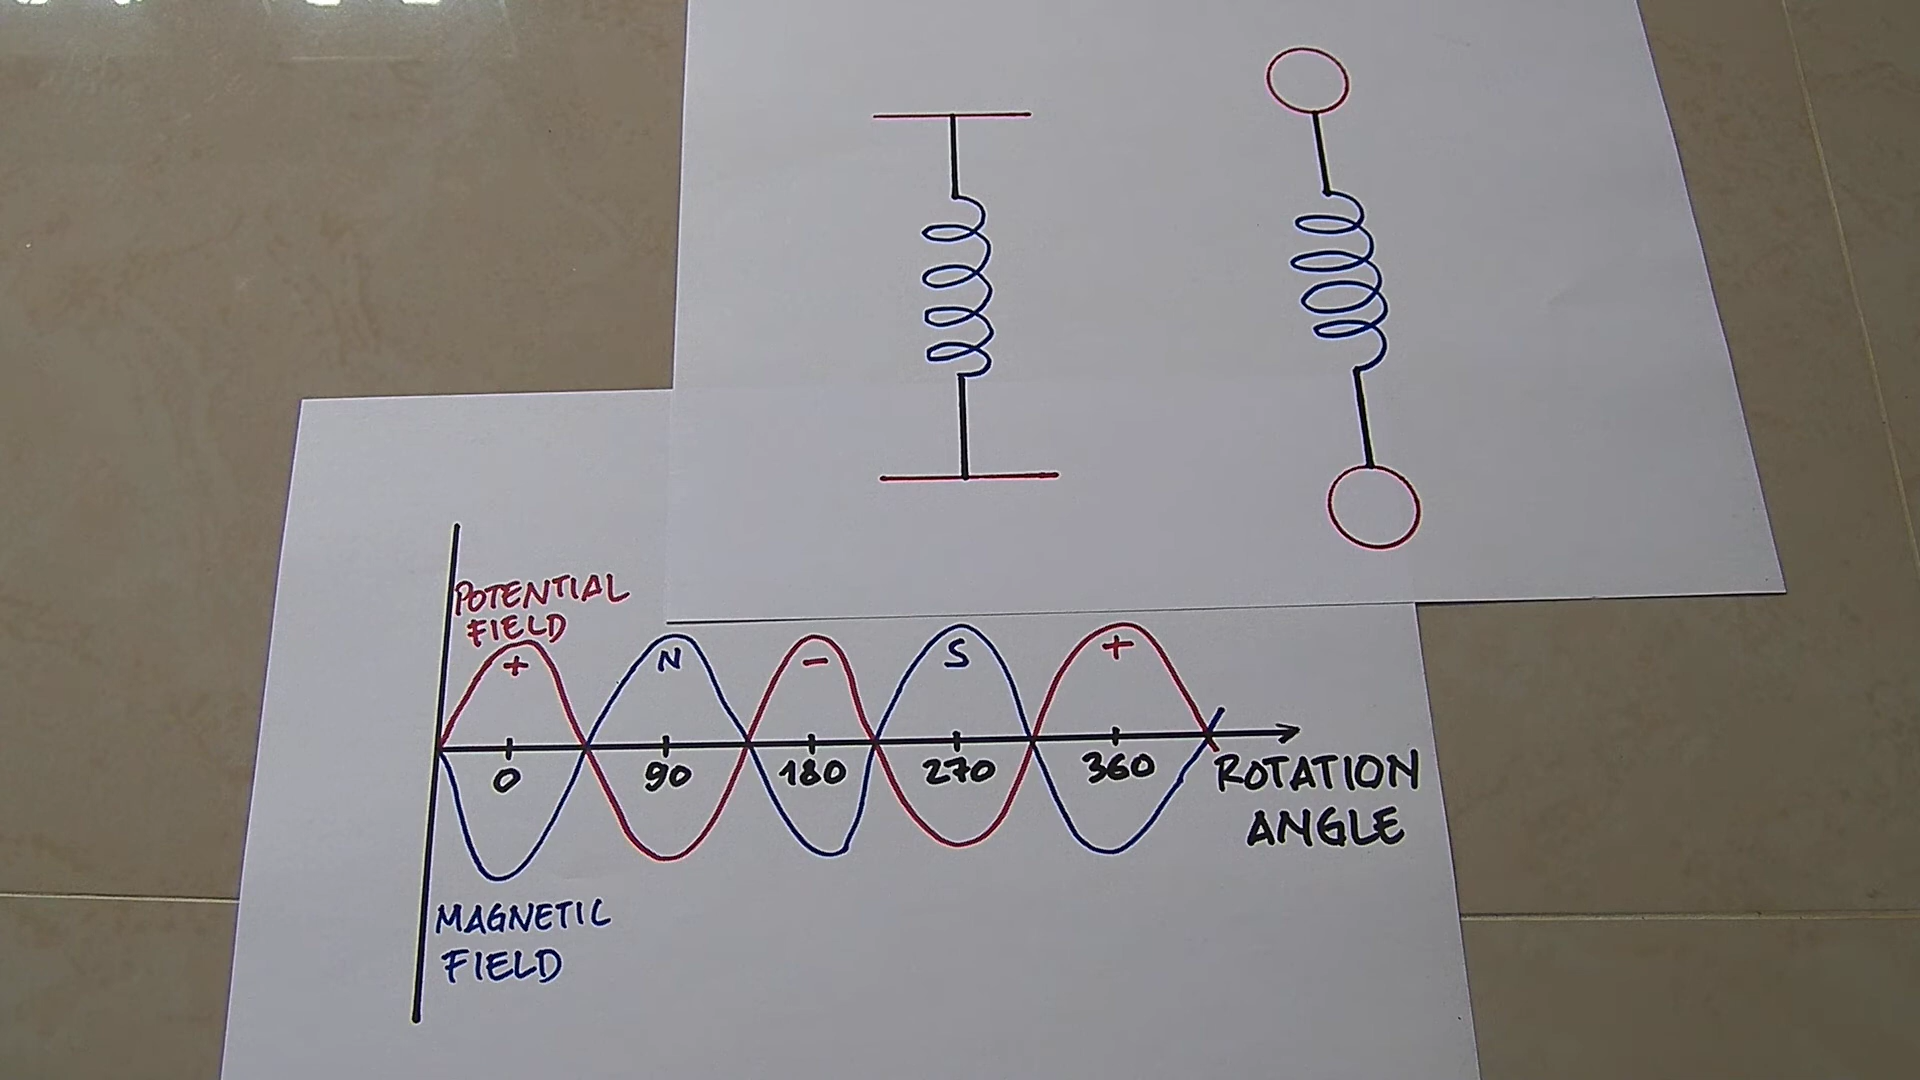 POTENTIAL
FIELD
+ N - S +
0 90 180 270 360
ROTATION
ANGLE
MAGNETIC
FIELD